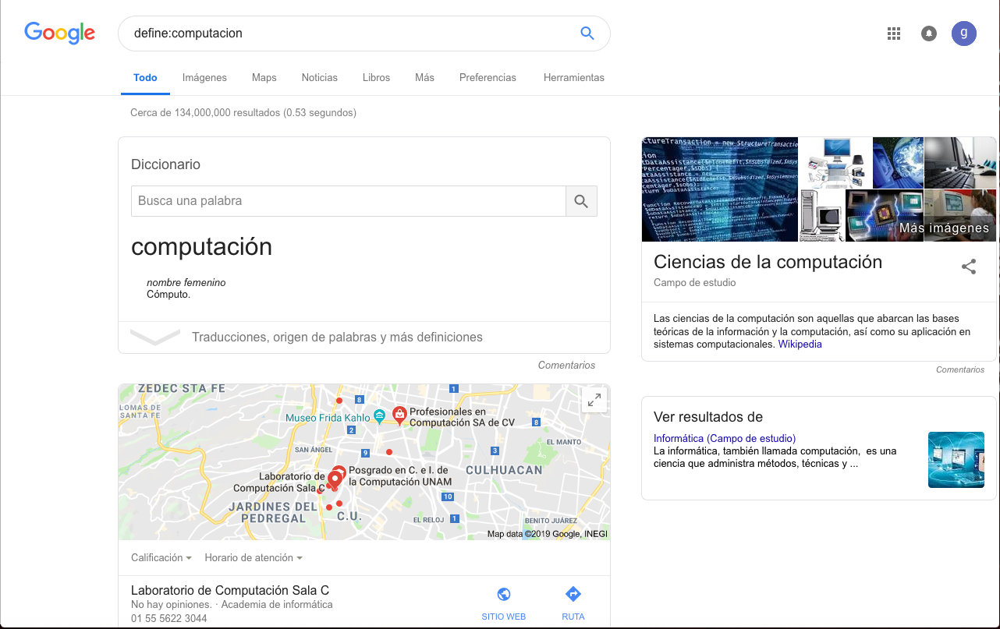 Google
define:computacion
g
Todo Imágenes Maps Noticias Libros Más Preferencias Herramientas
Cerca de 134,000,000 resultados (0.53 segundos)
Diccionario
Busca una palabra
computación
nombre femenino
Cómputo.
Traducciones, origen de palabras y más definiciones
Comentarios
ZEDEC STA FE
LOMAS DE
SANTA FE
1
8
Museo Frida Kahlo
Profesionales en
Computación SA de CV
8
2
EL MANTO
SAN ÁNGEL
9
3
Laboratorio de
Computación Sala C
Posgrado en C. e I. de
la Computación UNAM
CULHUACAN
10
JARDINES DEL
PEDREGAL
C.U.
EL RELOJ
1
BENITO JUÁREZ
Map data ©2019 Google, INEGI
Calificación Horario de atención
Laboratorio de Computación Sala C
No hay opiniones. · Academia de informática
01 55 5622 3044
SITIO WEB
RUTA
Más imágenes
Ciencias de la computación
Campo de estudio
Las ciencias de la computación son aquellas que abarcan las bases
teóricas de la información y la computación, así como su aplicación en
sistemas computacionales. Wikipedia
Comentarios
Ver resultados de
Informática (Campo de estudio)
La informática, también llamada computación, es una
ciencia que administra métodos, técnicas y ...